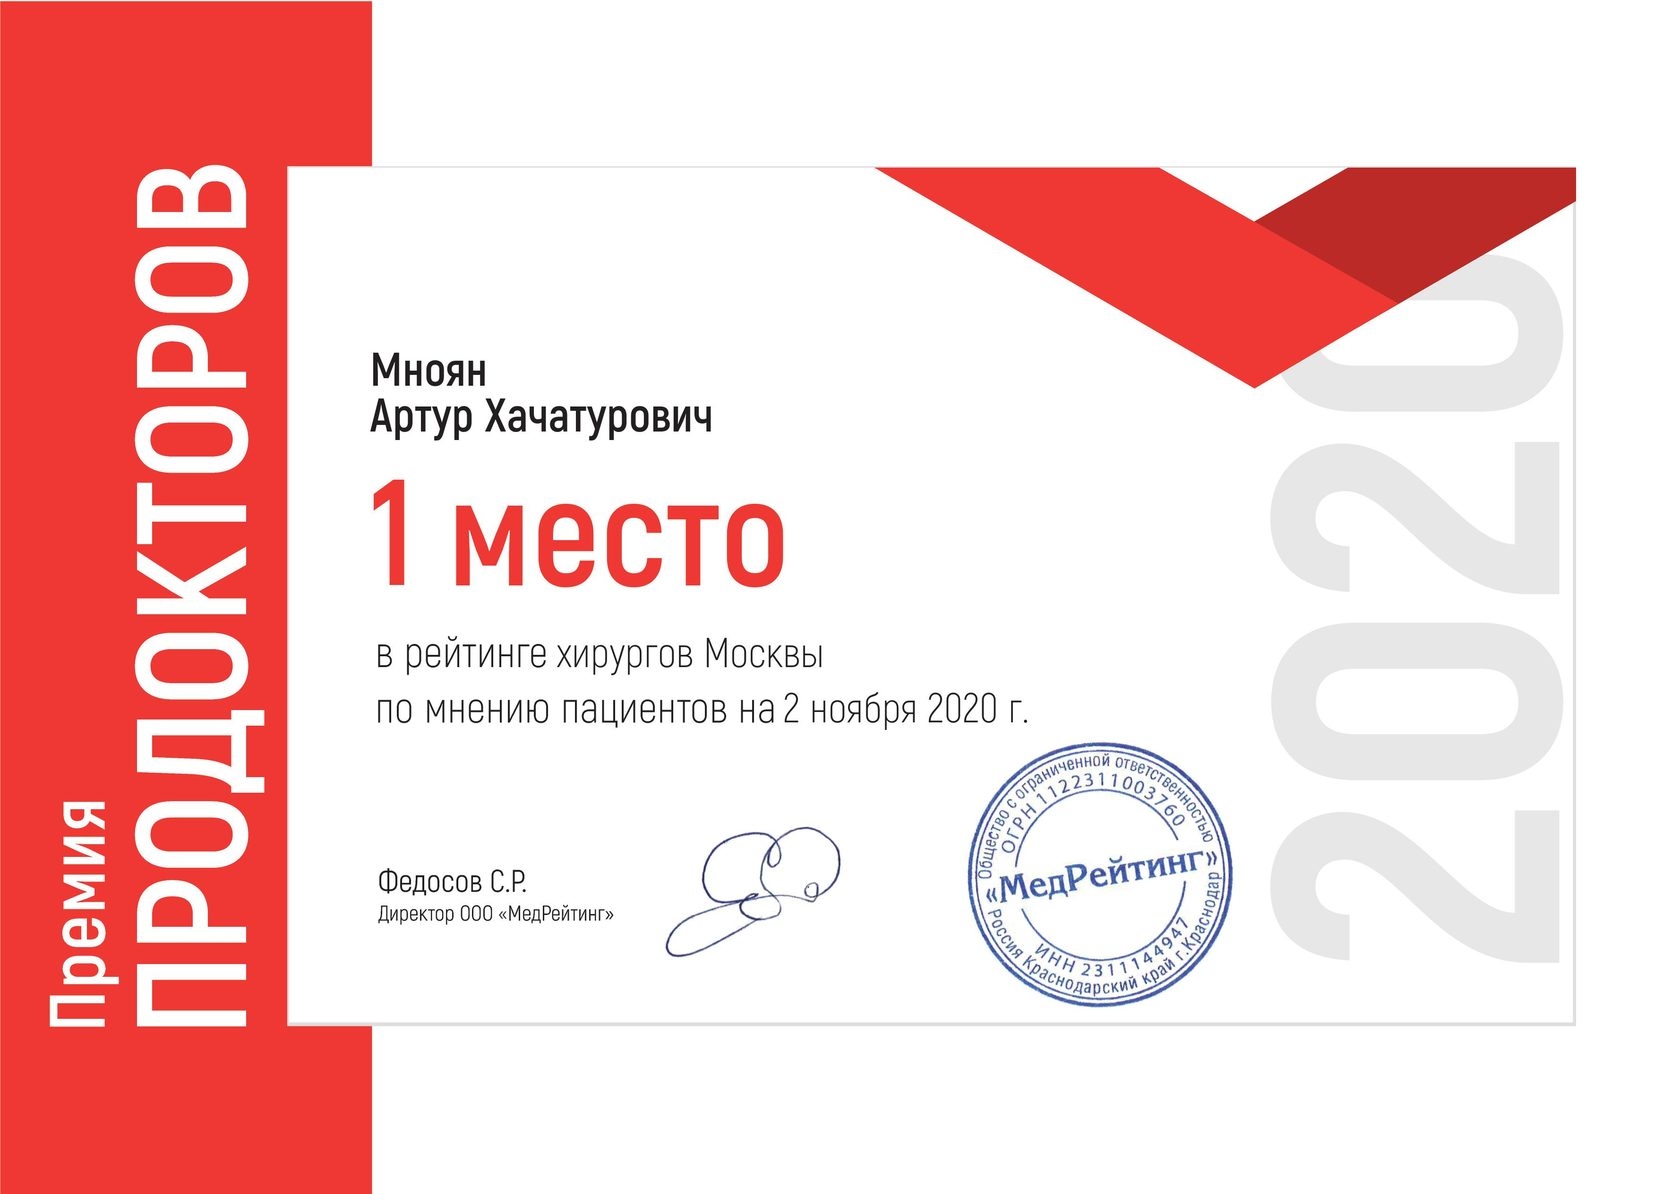 Премия
ПРОДОКТОРОВ
2020
Мноян
Артур Хачатурович
1 место
в рейтинге хирургов Москвы
по мнению пациентов на 2 ноября 2020 г.
Федосов С.Р.
Директор ООО «МедРейтинг»
Общество с ограниченной ответственностью
ОГРН 1122311003760
«МедРейтинг»
ИНН 2311144947
Россия Краснодарский край г.Краснодар